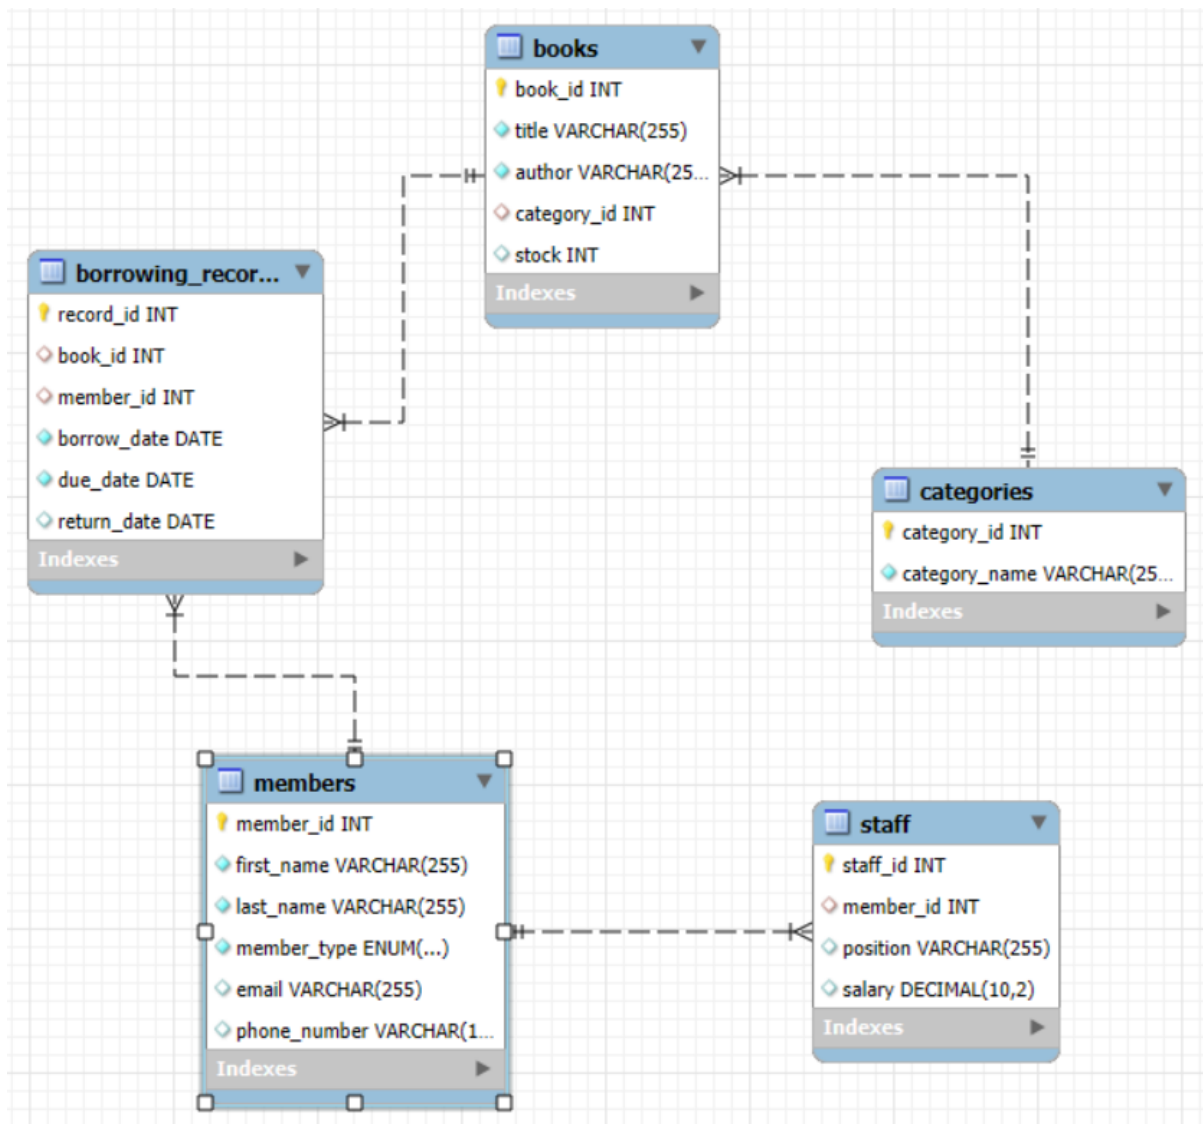 books
book_id INT
title VARCHAR(255)
author VARCHAR(25...
category_id INT
stock INT
Indexes
borrowing_recor...
record_id INT
book_id INT
member_id INT
borrow_date DATE
due_date DATE
return_date DATE
Indexes
categories
category_id INT
category_name VARCHAR(25...
Indexes
members
member_id INT
first_name VARCHAR(255)
last_name VARCHAR(255)
member_type ENUM(...)
email VARCHAR(255)
phone_number VARCHAR(1...
Indexes
staff
staff_id INT
member_id INT
position VARCHAR(255)
salary DECIMAL(10,2)
Indexes